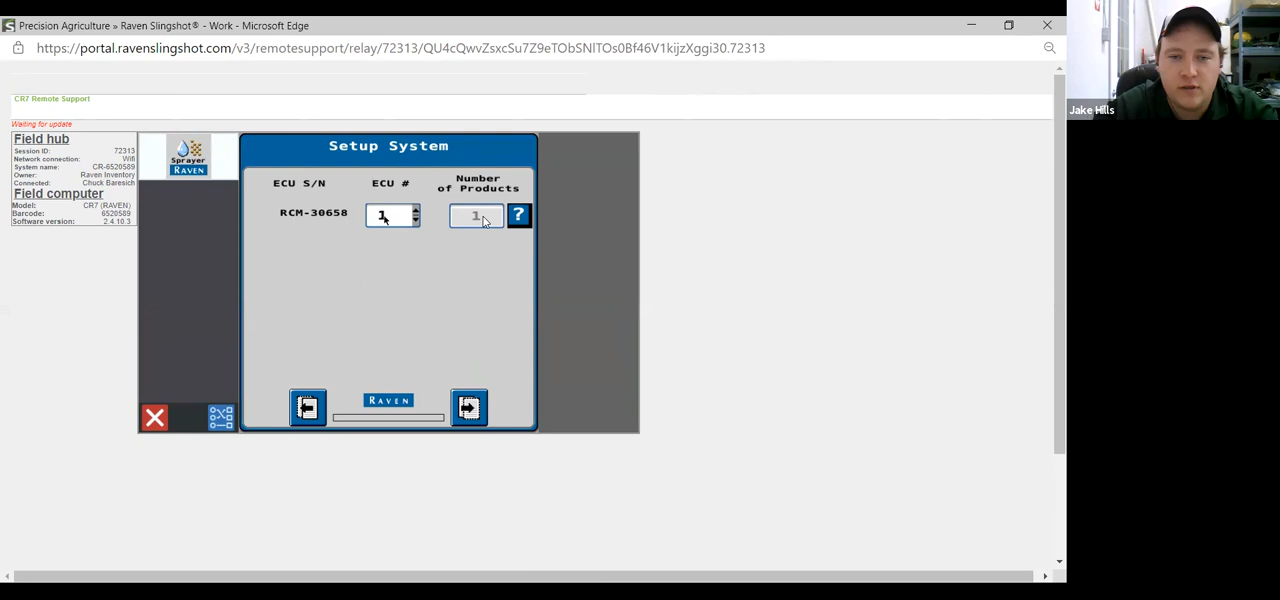 Precision Agriculture » Raven Slingshot® - Work - Microsoft Edge
https://portal.ravenslingshot.com/v3/remotesupport/relay/72313/QU4cQwvZsxcSu7Z9eTObSNlTOs0Bf46V1kijzXggi30.72313
Jake Hills
CR7 Remote Support
Waiting for update
Field hub
Session ID: 72313
Network connection: Wifi
System name: CR-6520589
Owner: Raven Inventory
Connected: Chuck Baresich
Field computer
Model: CR7 (RAVEN)
Barcode: 6520589
Software version: 2.4.10.3
Sprayer
RAVEN
Setup System
ECU S/N ECU # Number of Products
RCM-30658 1 1 ?
RAVEN